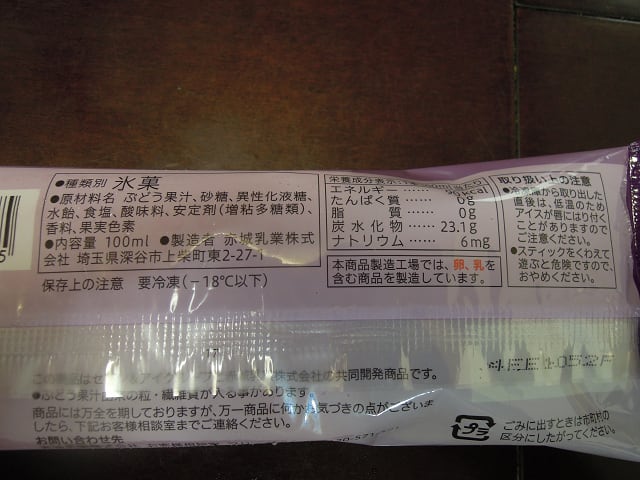 ●種類別 氷菓
●原材料名 ぶどう果汁、砂糖、異性化液糖、
水飴、食塩、酸味料、安定剤(増粘多糖類)、
香料、果実色素
●内容量 100ml ●製造者 赤城乳業株式
会社 埼玉県深谷市上柴町東2-27-1
保存上の注意 要冷凍(-18℃以下)
栄養成分表示
エネルギー…… kcal
たんぱく質…… 0g
脂質…… 0g
炭水化物…… 23.1g
ナトリウム…… 6mg
本商品製造工場では、卵、乳を
含む商品を製造しています。
取り扱い上の注意
●冷凍庫から取り出した
直後は、低温のため
アイスが唇にはり付く
ことがありますので
ご注意ください。
●スティックをくわえて
遊ぶと危険ですので、
おやめください。
17
この商品は 株式会社の共同開発商品です。
●ぶどう果汁由来の粒・繊維質が入る事があります。
商品には万全を期しておりますが、万一商品に何かお気づきの点がございま
したら、下記お客様相談室までご連絡ください。
お問い合わせ先
プラ
ごみに出すときは市町村の
区分にしたがってください。
5